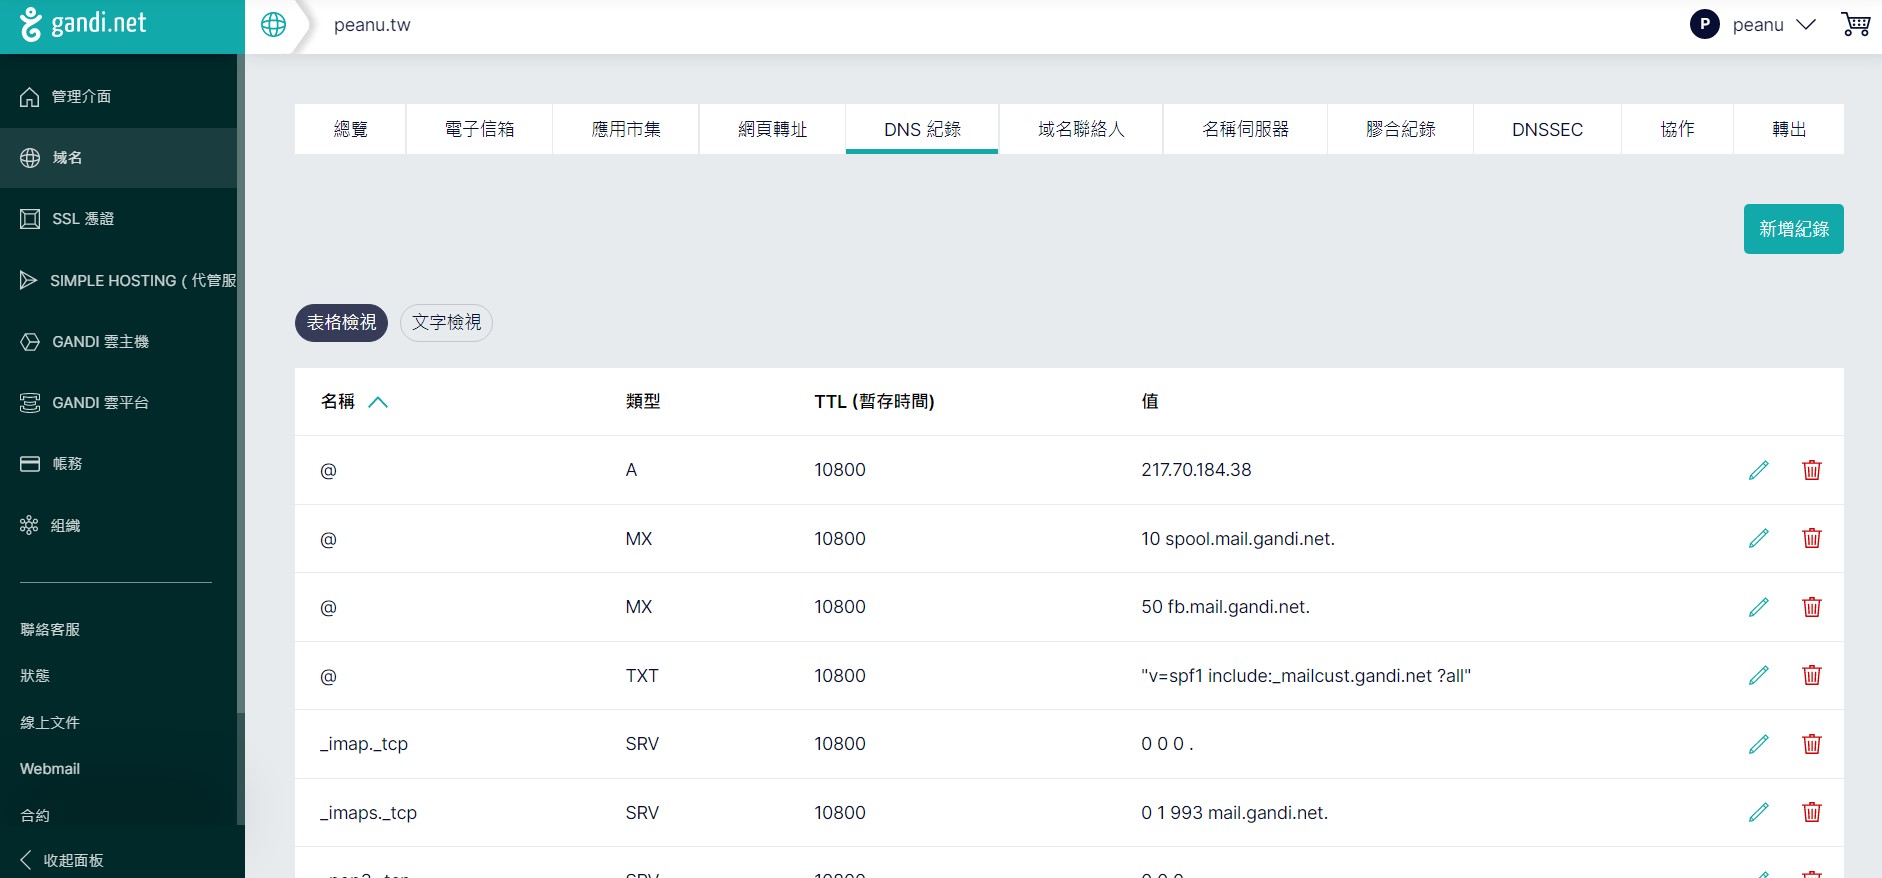 gandi.net
peanu.tw
P
peanu
管理介面
域名
SSL 憑證
SIMPLE HOSTING ( 代管服
GANDI 雲主機
GANDI 雲平台
帳務
組織
聯絡客服
狀態
線上文件
Webmail
合約
收起面板
總覽
電子信箱
應用市集
網頁轉址
DNS 紀錄
域名聯絡人
名稱伺服器
膠合紀錄
DNSSEC
協作
轉出
新增紀錄
表格檢視
文字檢視
名稱 類型 TTL (暫存時間) 值
@ A 10800 217.70.184.38
@ MX 10800 10 spool.mail.gandi.net.
@ MX 10800 50 fb.mail.gandi.net.
@ TXT 10800 "v=spf1 include:_mailcust.gandi.net ?all"
_imap._tcp SRV 10800 0 0 0 .
_imaps._tcp SRV 10800 0 1 993 mail.gandi.net.